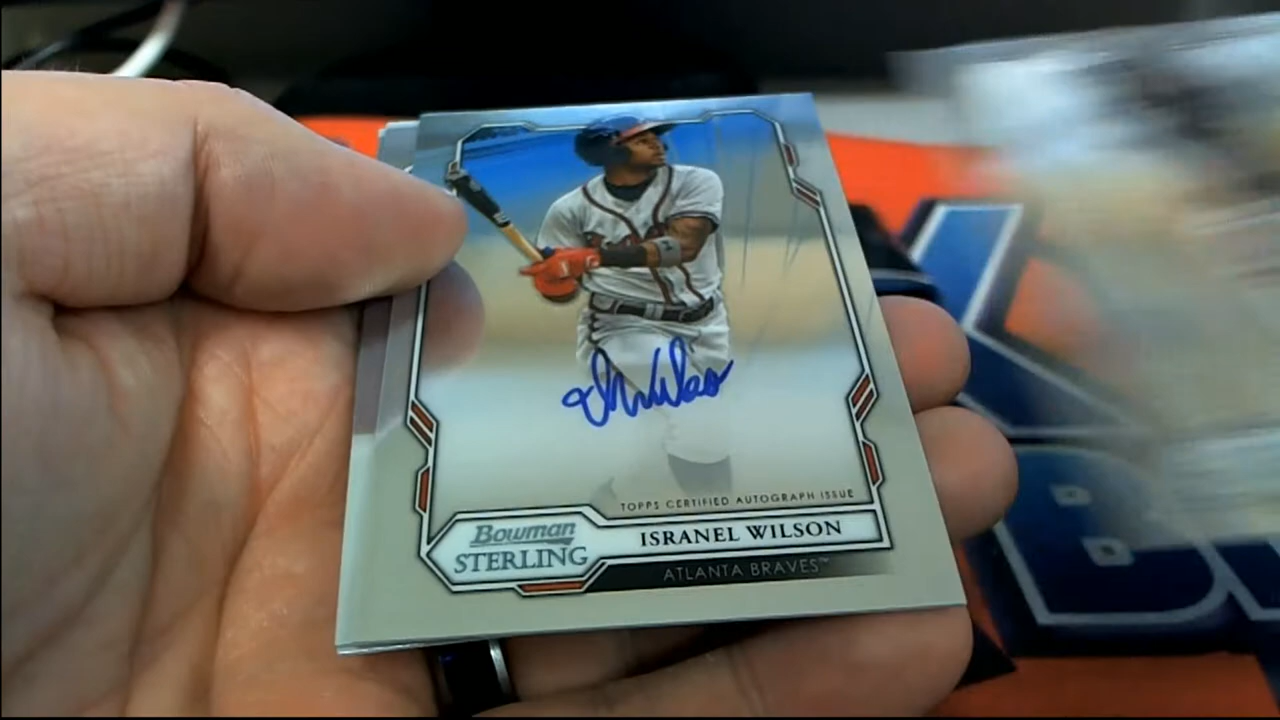 TOPPS CERTIFIED AUTOGRAPH ISSUE
Bowman
STERLING
ISRANEL WILSON
ATLANTA BRAVES™